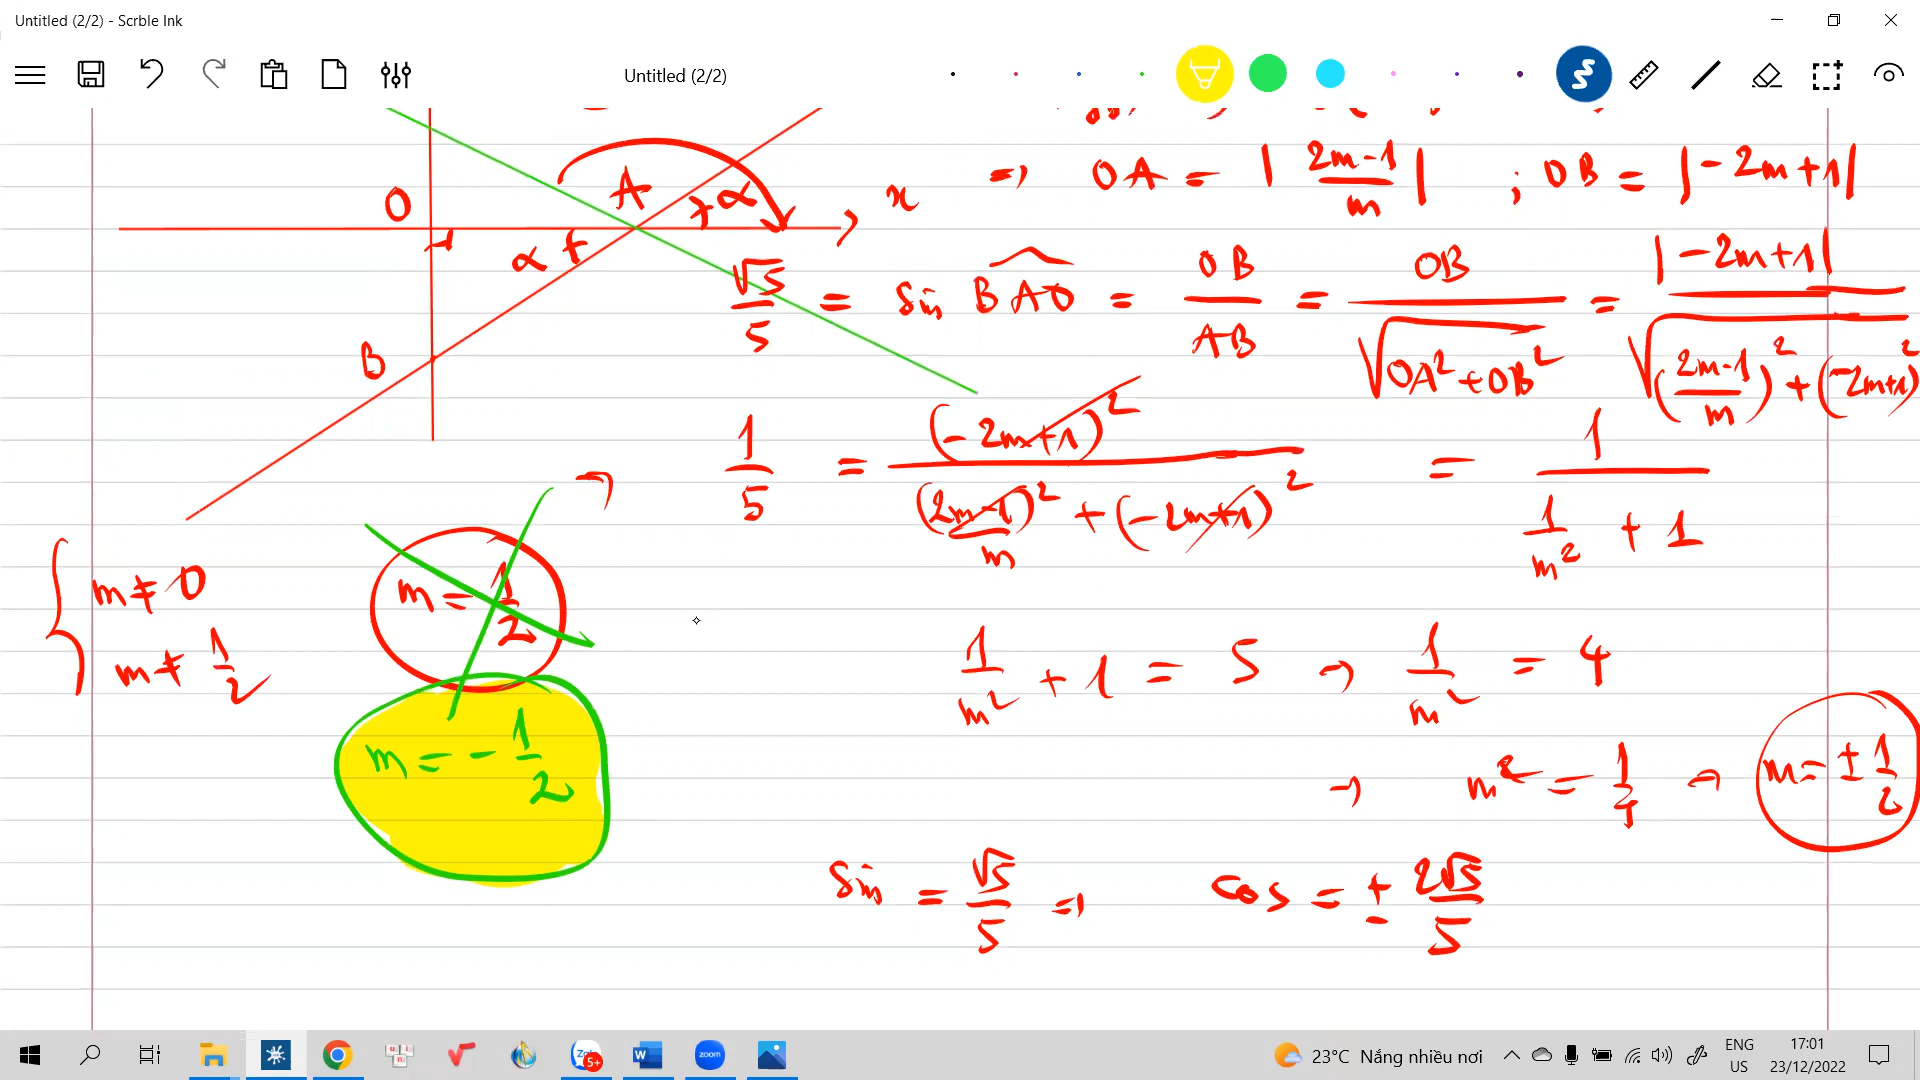 Untitled (2/2) - Scrble Ink
Untitled (2/2)
⇒ OA = |2m-1/m| ; OB = |-2m+1|
O A α x
α
B
√5/5 = sin BAO = OB/AB = OB/√(OA²+OB²) = |-2m+1|/√((2m-1/m)²+(-2m+1)²)
→ 1/5 = (-2m+1)²/((2m-1/m)²+(-2m+1)²) = 1/(1/m²+1)
m ≠ 0
m ≠ 1/2
m = 1/2
m = -1/2
1/m² + 1 = 5 → 1/m² = 4
→ m² = 1/4 → m = ± 1/2
sin = √5/5 ⇒ cos = ± 2√5/5
23°C Nắng nhiều nơi
ENG
US
17:01
23/12/2022
zoom
5+